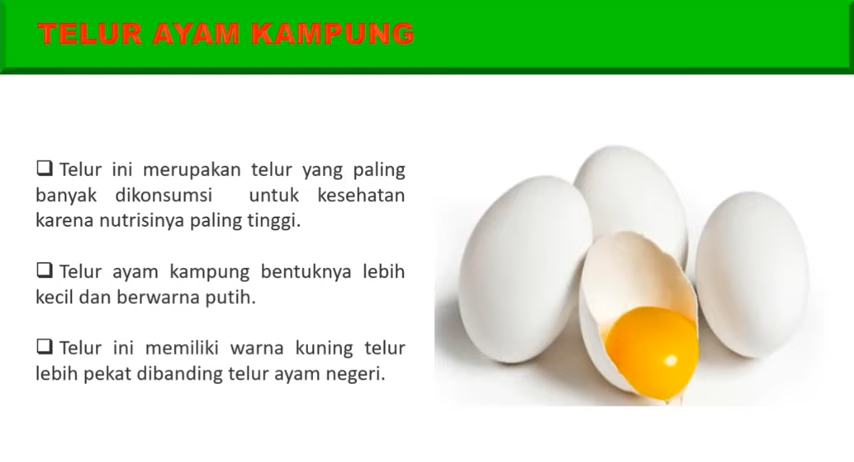 TELUR AYAM KAMPUNG
❑ Telur ini merupakan telur yang paling
banyak dikonsumsi untuk kesehatan
karena nutrisinya paling tinggi.
❑ Telur ayam kampung bentuknya lebih
kecil dan berwarna putih.
❑ Telur ini memiliki warna kuning telur
lebih pekat dibanding telur ayam negeri.